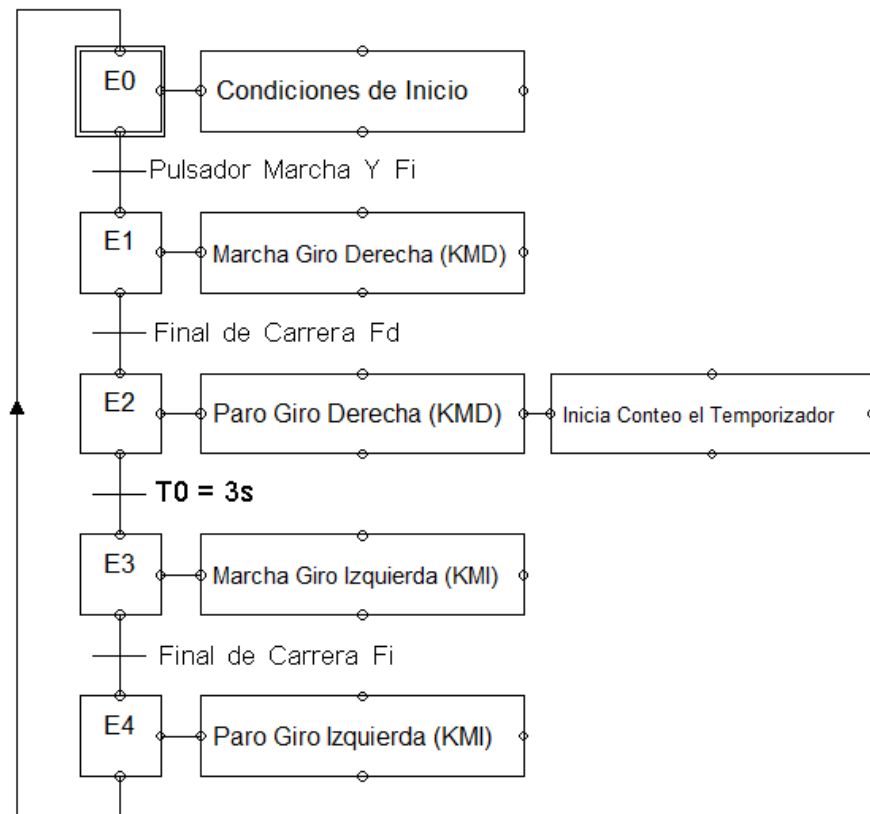 E0
Condiciones de Inicio
Pulsador Marcha Y Fi
E1
Marcha Giro Derecha (KMD)
Final de Carrera Fd
E2
Paro Giro Derecha (KMD)
Inicia Conteo el Temporizador
T0 = 3s
E3
Marcha Giro Izquierda (KMI)
Final de Carrera Fi
E4
Paro Giro Izquierda (KMI)